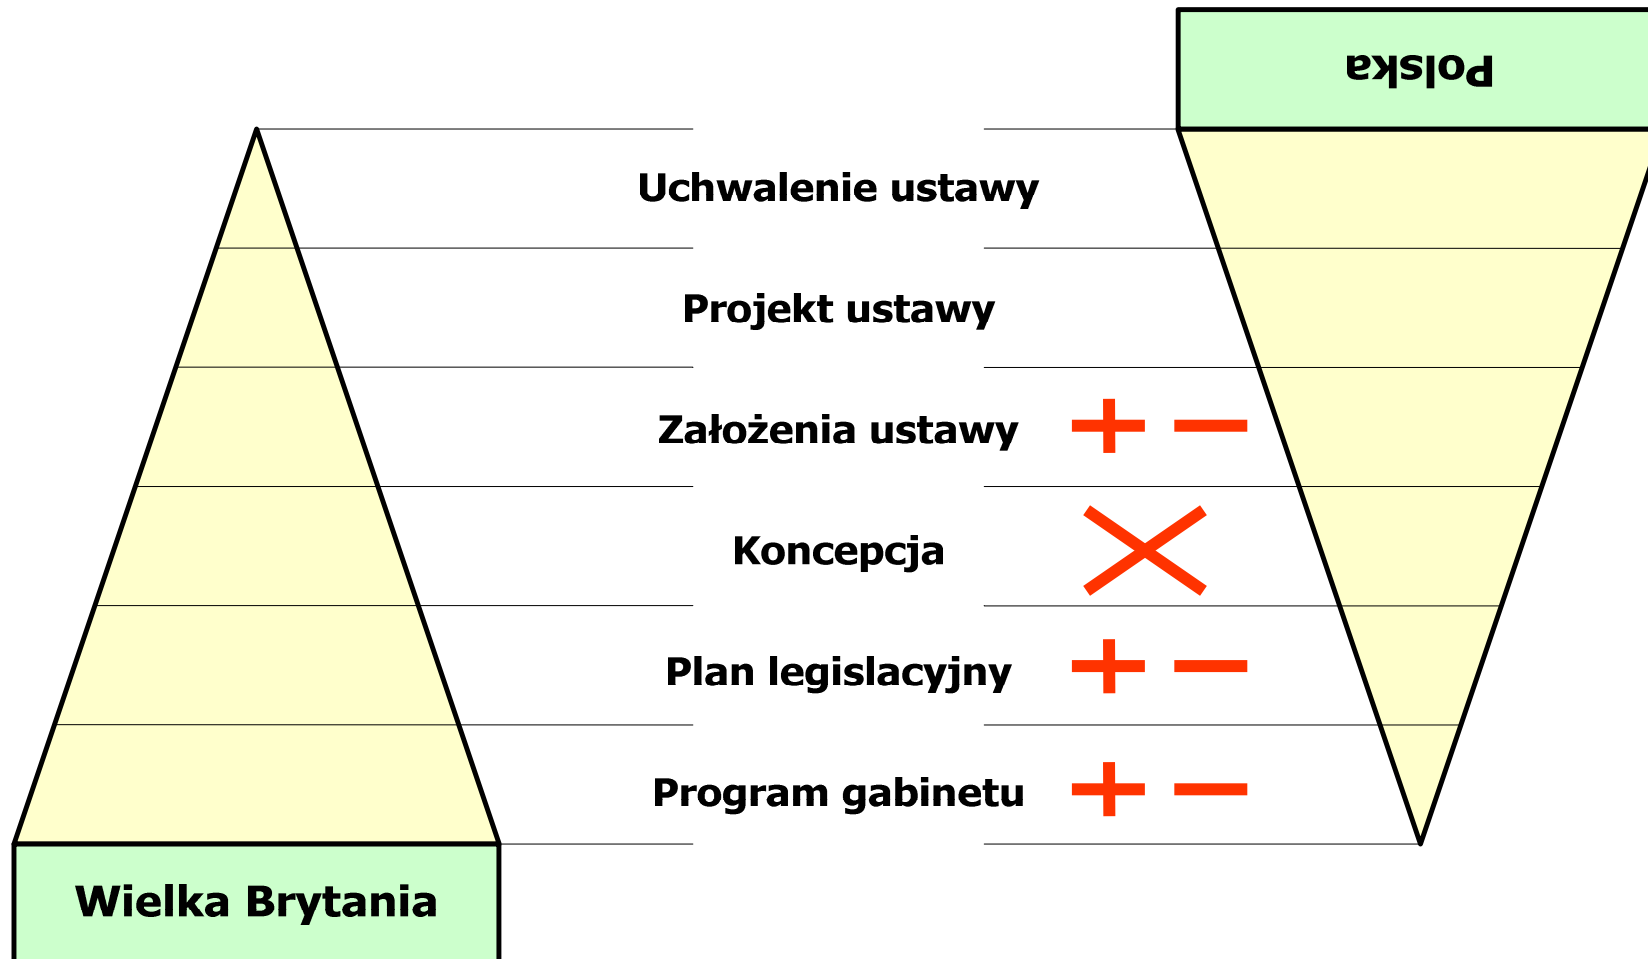 Polska
Uchwalenie ustawy
Projekt ustawy
Założenia ustawy + −
Koncepcja
Plan legislacyjny + −
Program gabinetu + −
Wielka Brytania